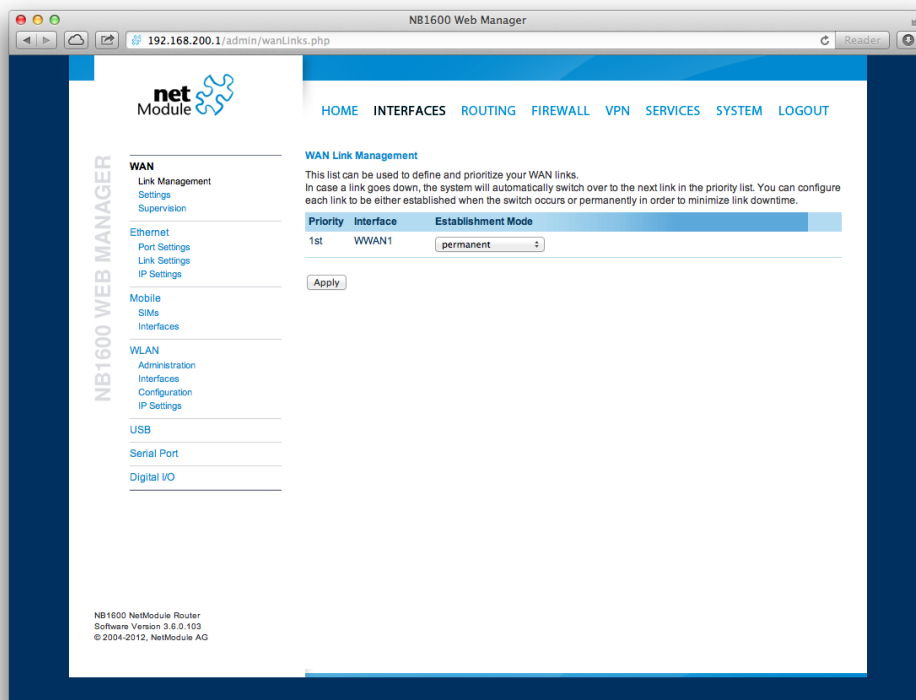 NB1600 Web Manager
192.168.200.1/admin/wanLinks.php
Reader
net
Module
HOME INTERFACES ROUTING FIREWALL VPN SERVICES SYSTEM LOGOUT
NB1600 WEB MANAGER
WAN
Link Management
Settings
Supervision
Ethernet
Port Settings
Link Settings
IP Settings
Mobile
SIMs
Interfaces
WLAN
Administration
Interfaces
Configuration
IP Settings
USB
Serial Port
Digital I/O
WAN Link Management
This list can be used to define and prioritize your WAN links.
In case a link goes down, the system will automatically switch over to the next link in the priority list. You can configure
each link to be either established when the switch occurs or permanently in order to minimize link downtime.
Priority Interface Establishment Mode
1st WWAN1 permanent
Apply
NB1600 NetModule Router
Software Version 3.6.0.103
© 2004-2012, NetModule AG